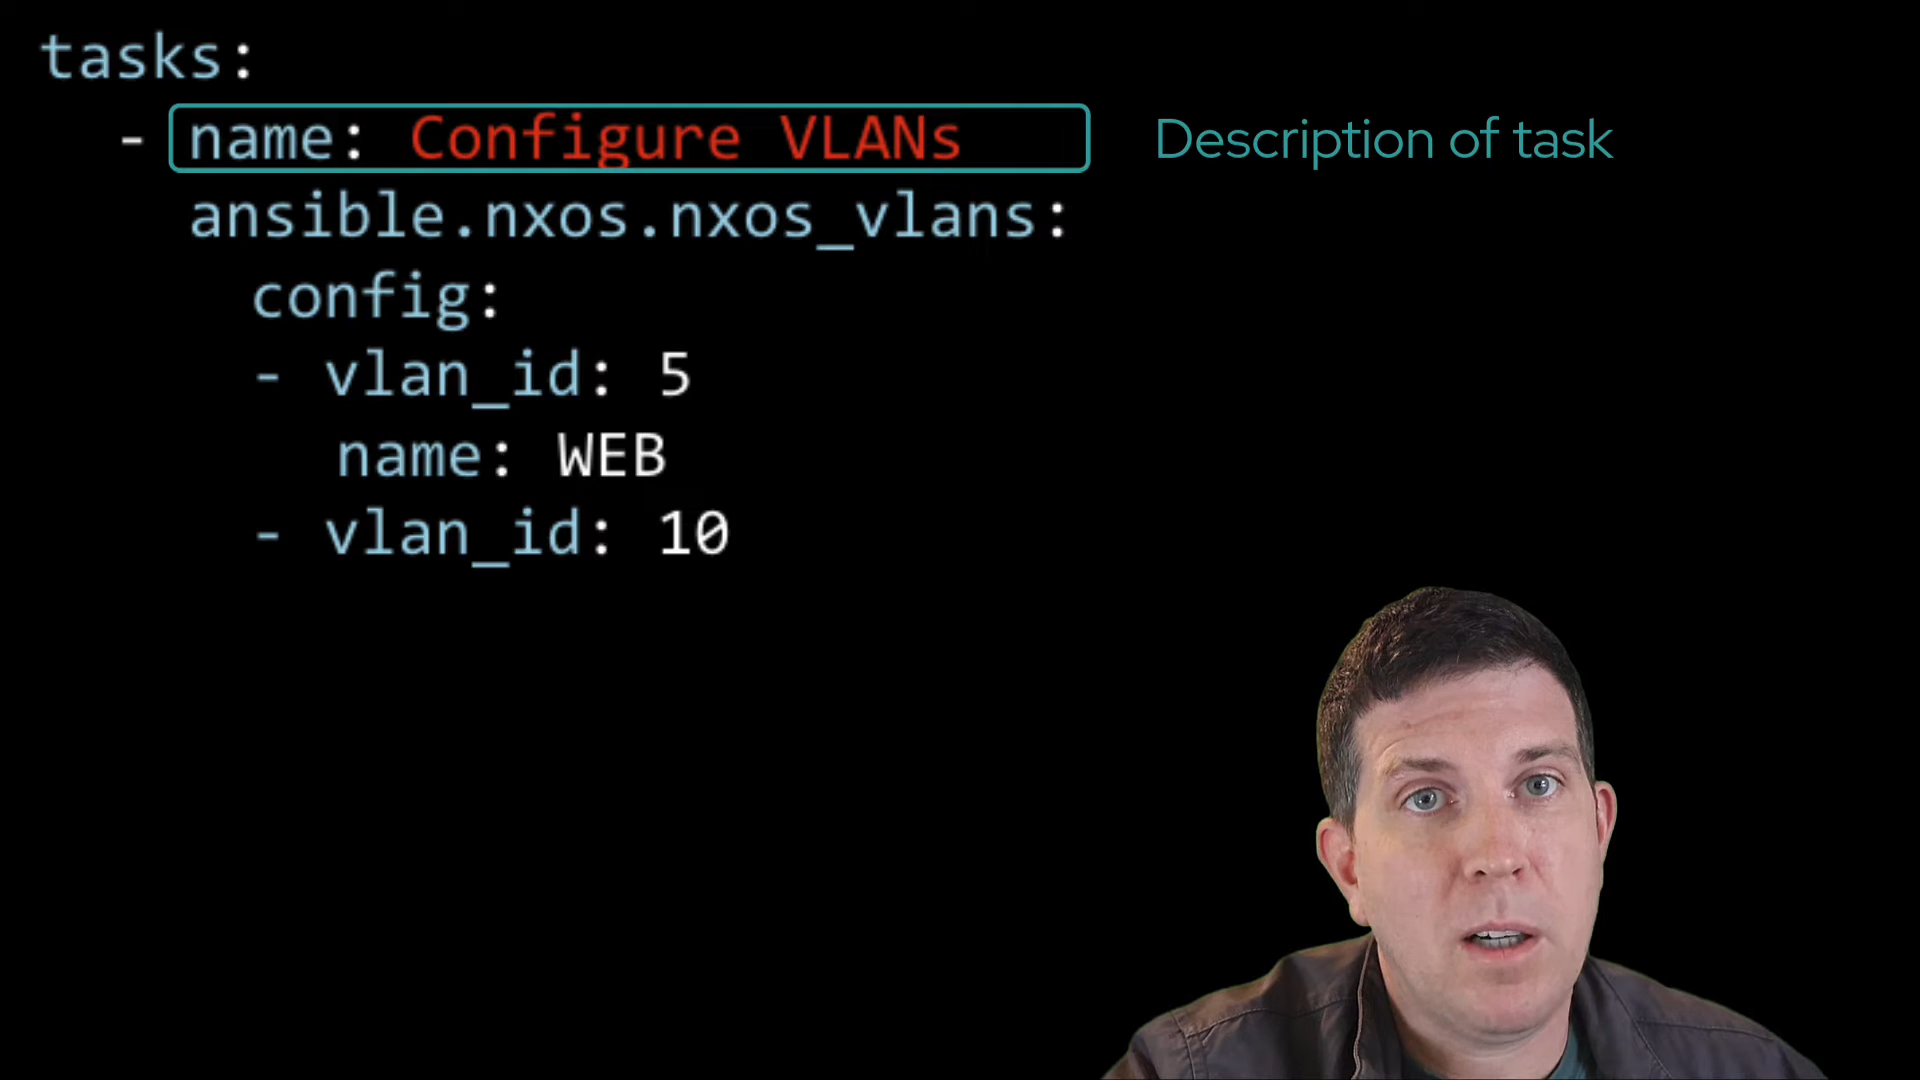 tasks:
- name: Configure VLANs
Description of task
ansible.nxos.nxos_vlans:
config:
- vlan_id: 5
name: WEB
- vlan_id: 10